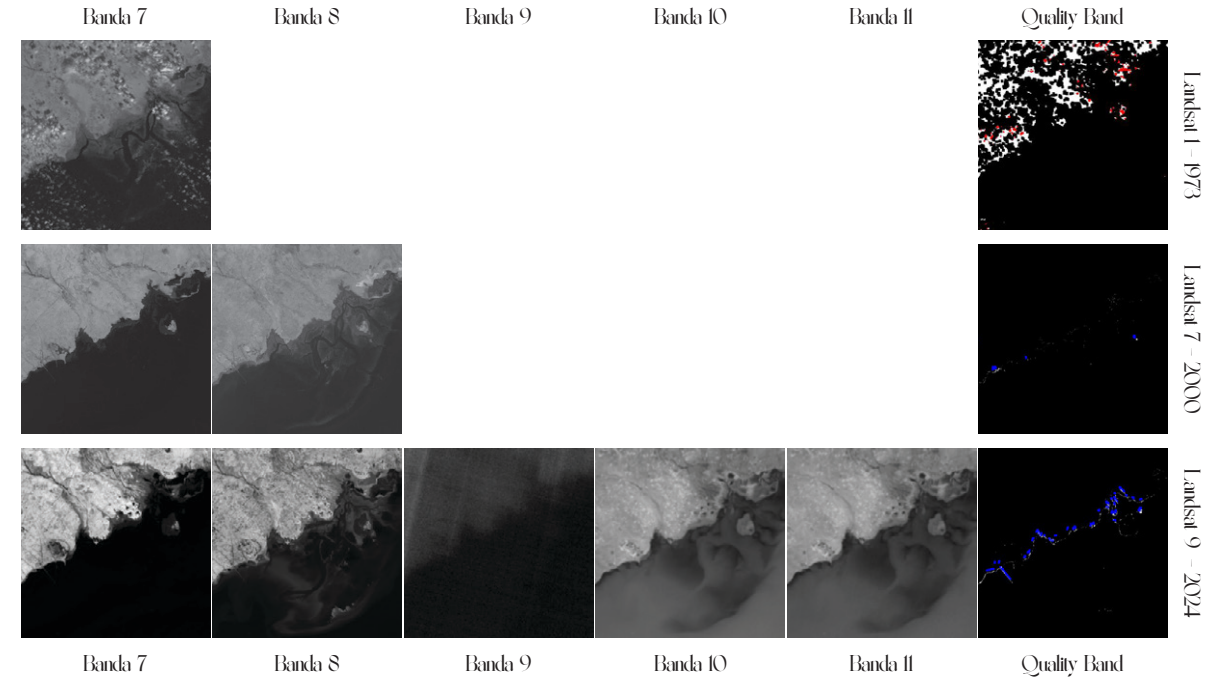 Banda 7
Banda 8
Banda 9
Banda 10
Banda 11
Quality Band
Landsat 1 - 1973
Landsat 7 - 2000
Landsat 9 - 2024
Banda 7
Banda 8
Banda 9
Banda 10
Banda 11
Quality Band